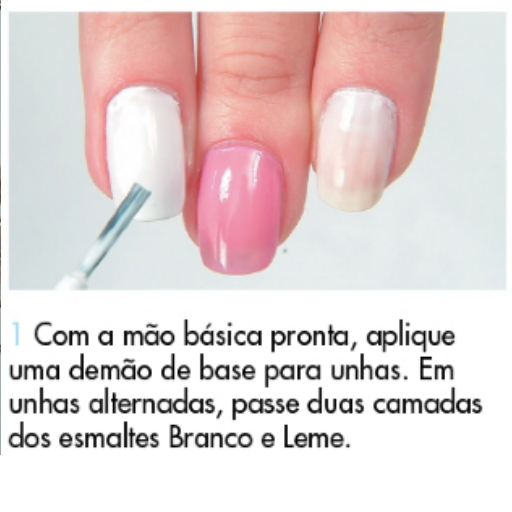 1 Com a mão básica pronta, aplique
uma demão de base para unhas. Em
unhas alternadas, passe duas camadas
dos esmaltes Branco e Leme.